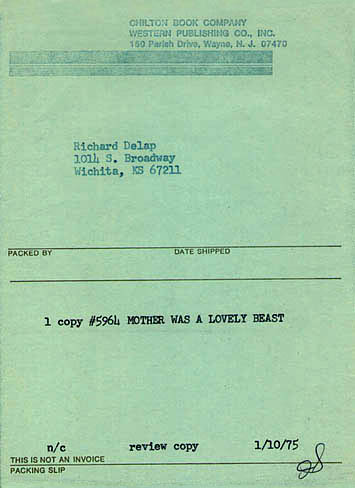 CHILTON BOOK COMPANY
WESTERN PUBLISHING CO., INC.
150 Parish Drive, Wayne, N. J. 07470
Richard Delap
1014 S. Broadway
Wichita, KS 67211
PACKED BY DATE SHIPPED
1 copy #5964 MOTHER WAS A LOVELY BEAST
n/c review copy 1/10/75
THIS IS NOT AN INVOICE
PACKING SLIP